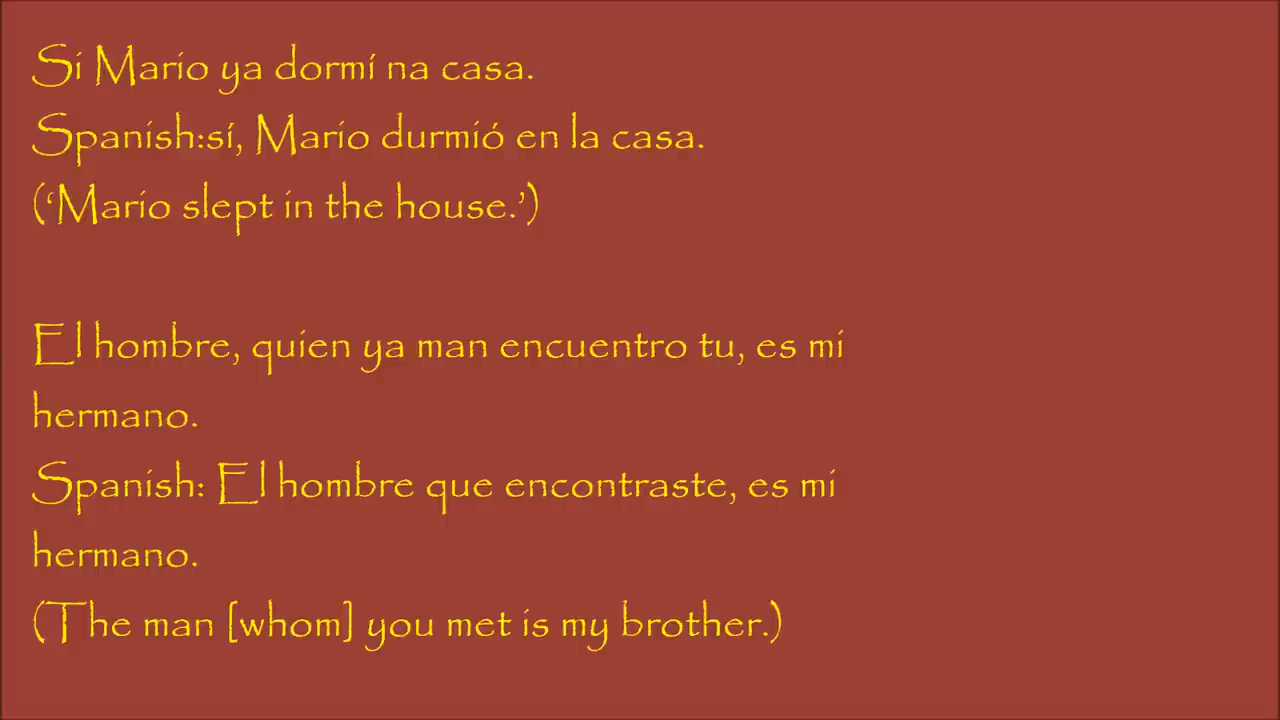 Si Mario ya dormí na casa.
Spanish:sí, Mario durmió en la casa.
(‘Mario slept in the house.’)
El hombre, quien ya man encuentro tu, es mi
hermano.
Spanish: El hombre que encontraste, es mi
hermano.
(The man [whom] you met is my brother.)